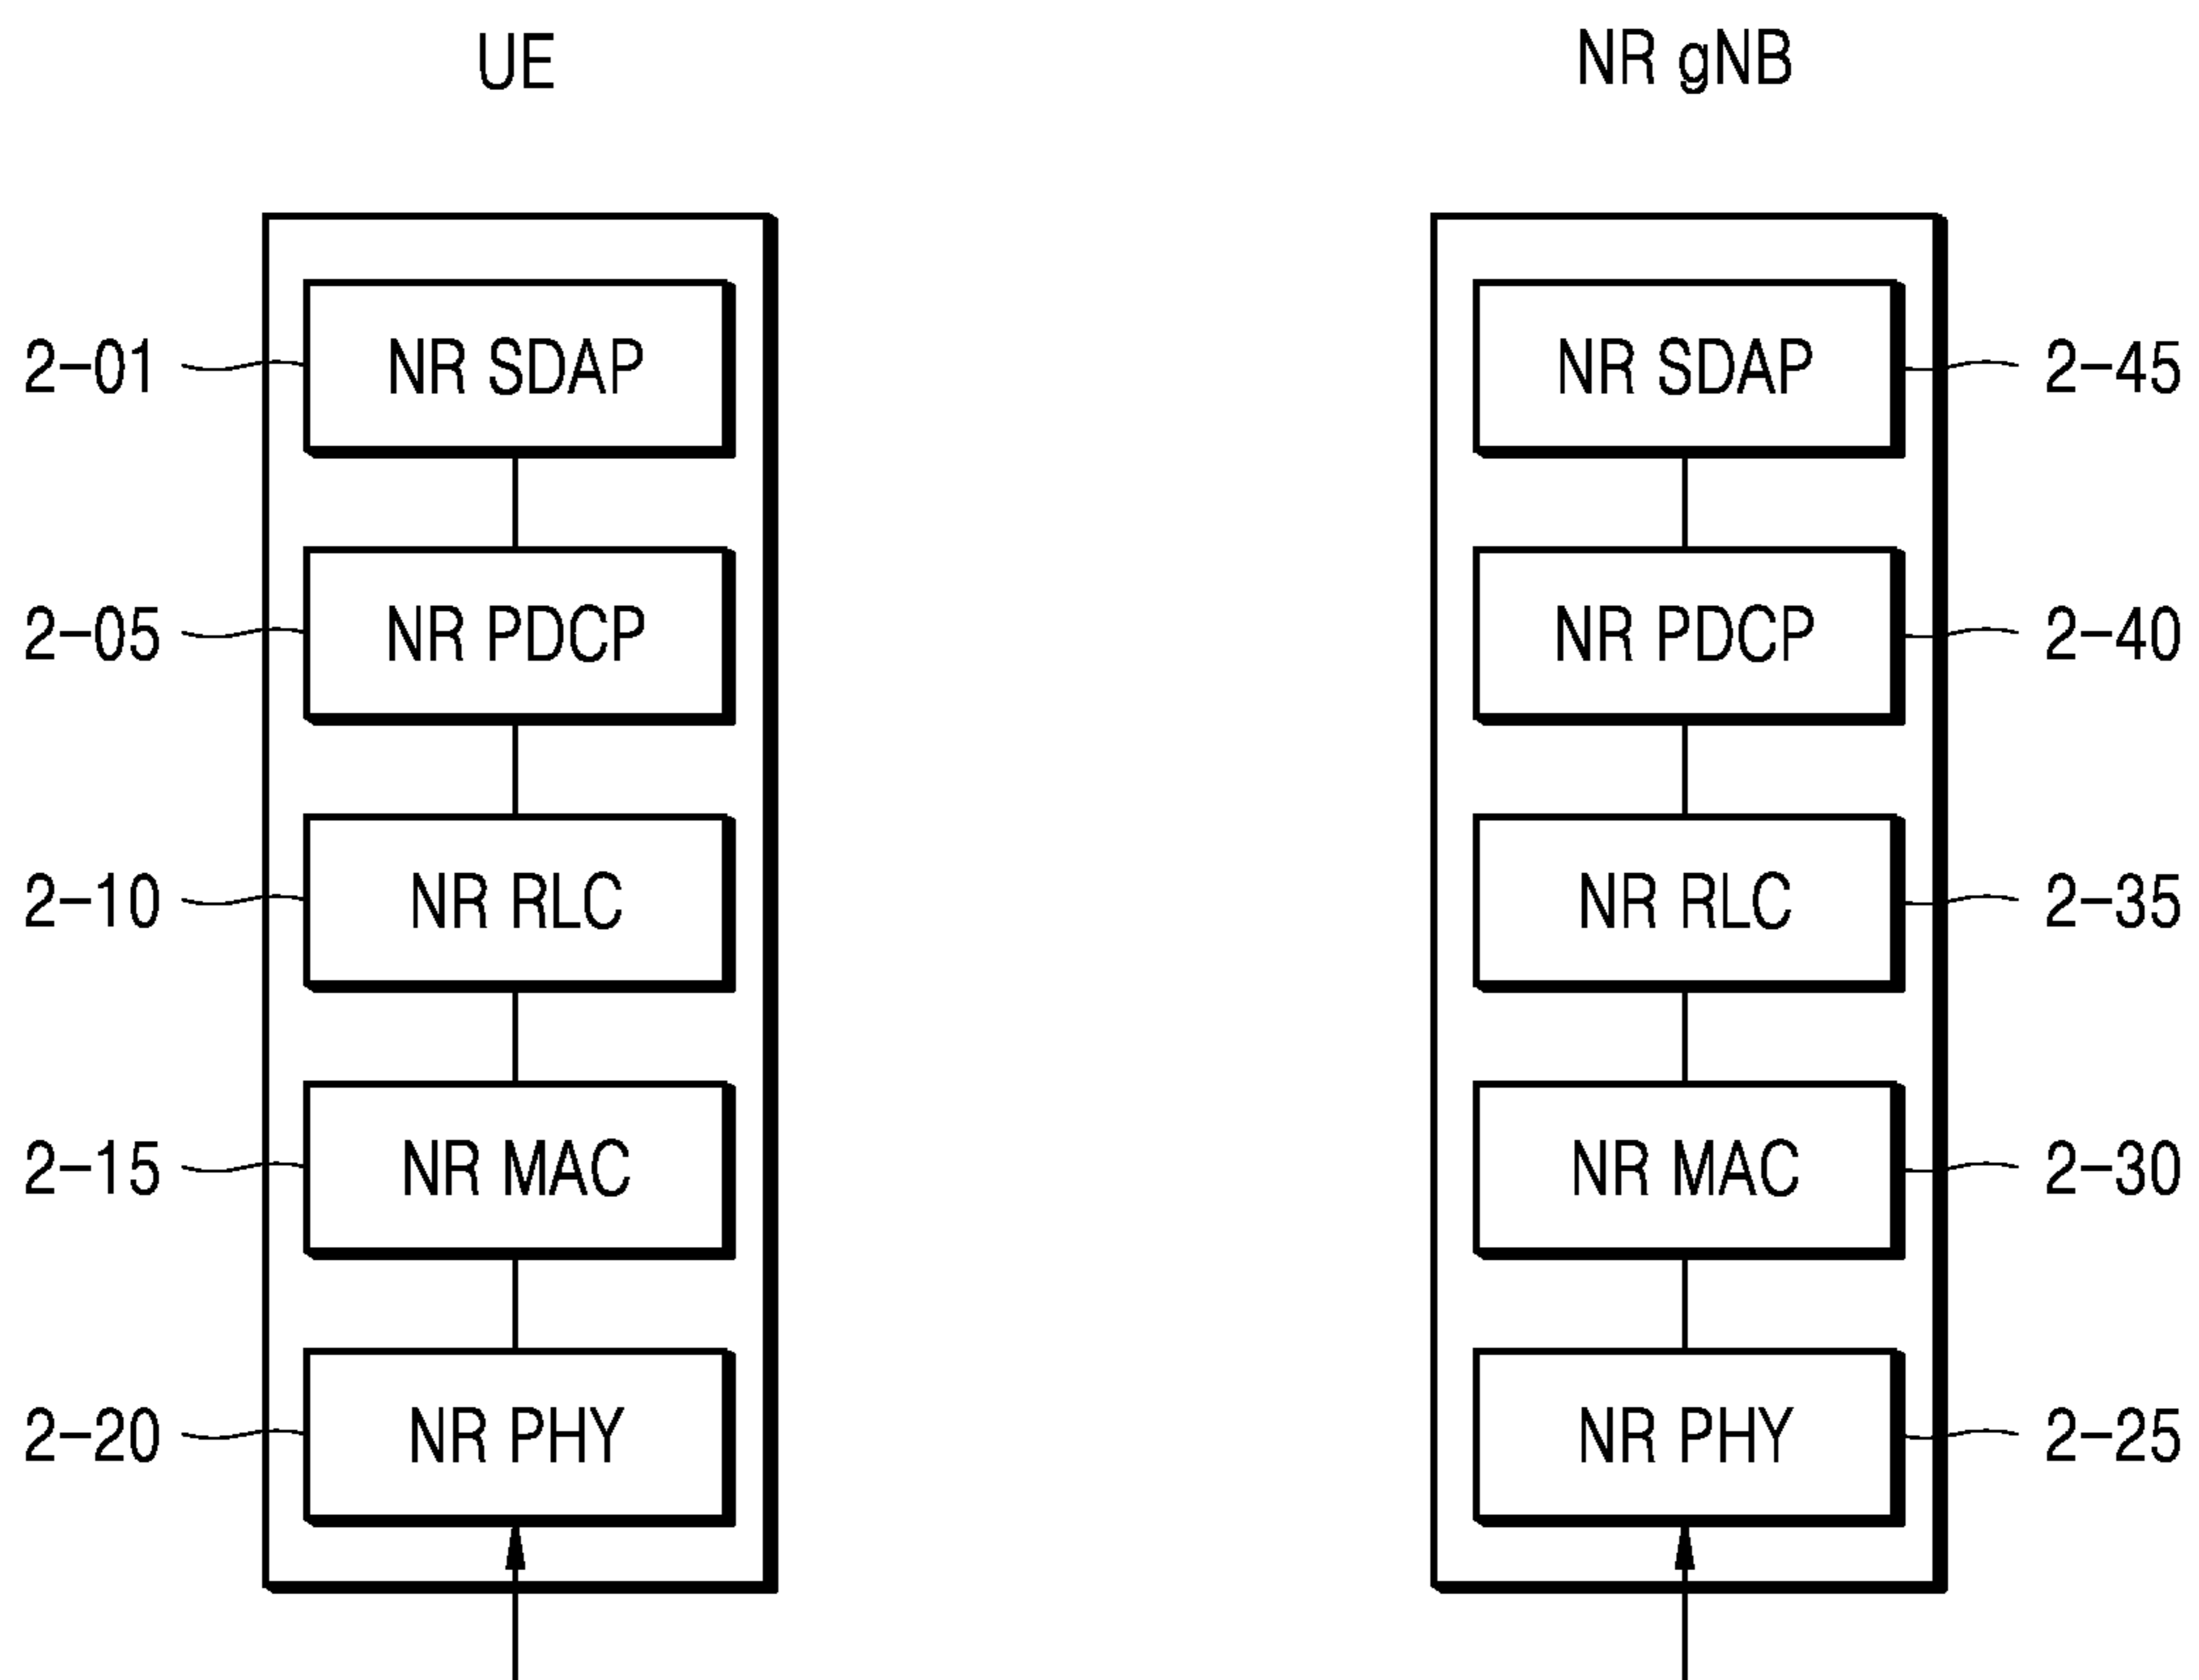 UE NR gNB
2-01 NR SDAP NR SDAP 2-45
2-05 NR PDCP NR PDCP 2-40
2-10 NR RLC NR RLC 2-35
2-15 NR MAC NR MAC 2-30
2-20 NR PHY NR PHY 2-25